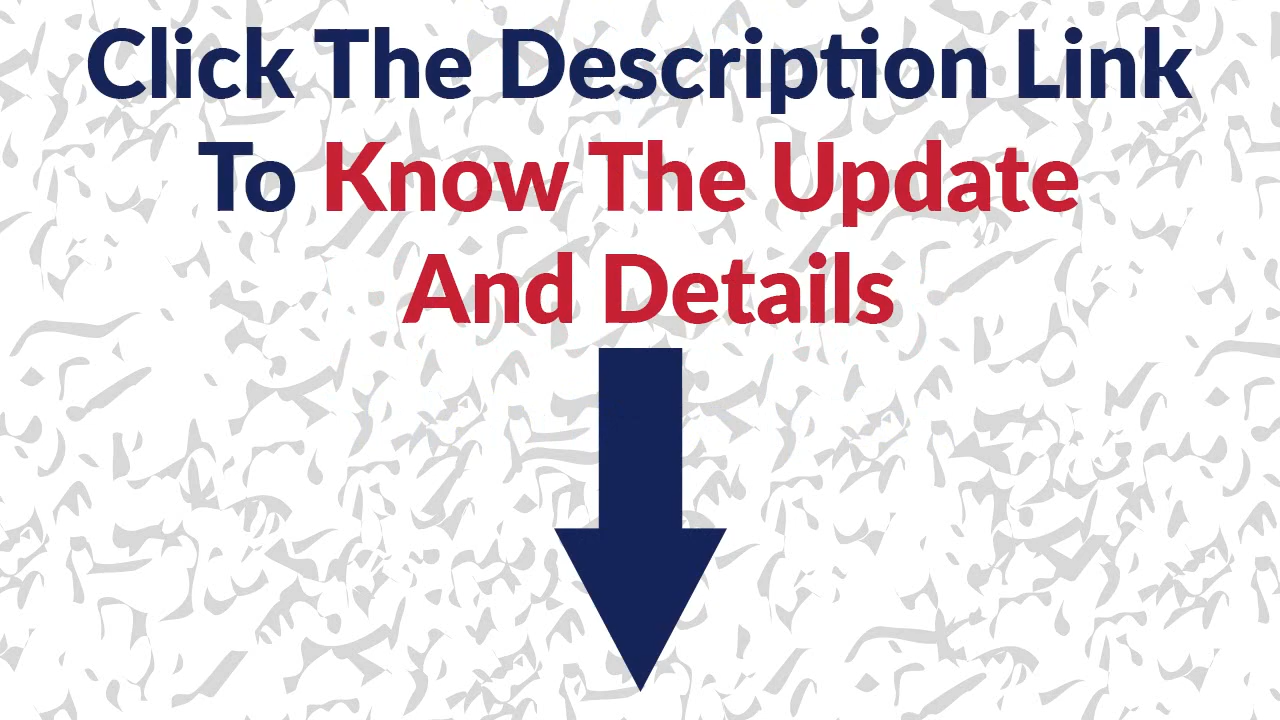 Click The Description Link
To Know The Update
And Details